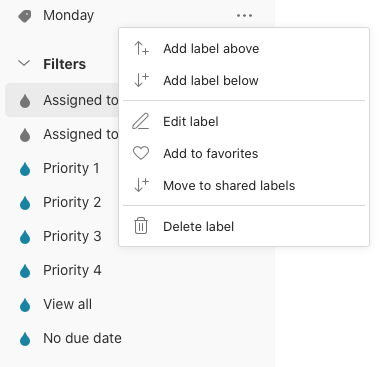 Monday
Add label above
Filters
Add label below
Assigned to
Edit label
Assigned to
Add to favorites
Priority 1
Move to shared labels
Priority 2
Delete label
Priority 3
Priority 4
View all
No due date